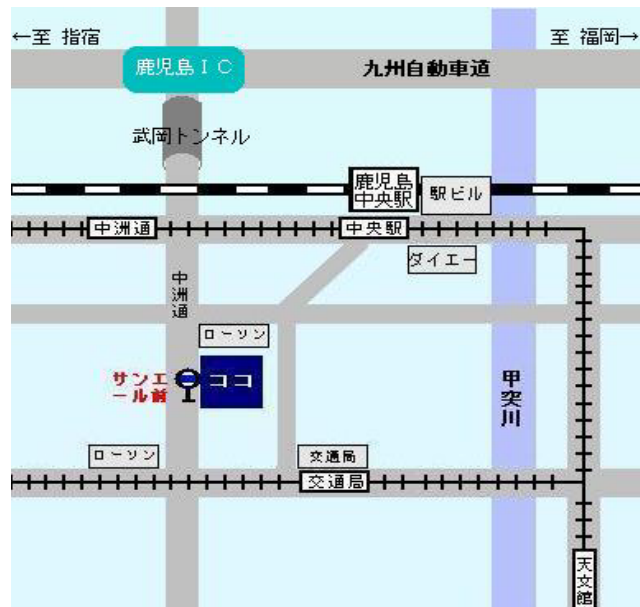 ←至 指宿
至 福岡→
鹿児島ＩＣ
九州自動車道
武岡トンネル
鹿児島
中央駅
駅ビル
中洲通
中央駅
ダイエー
中洲通
ローソン
サンエ
ール前
ココ
甲突川
ローソン
交通局
交通局
天文館